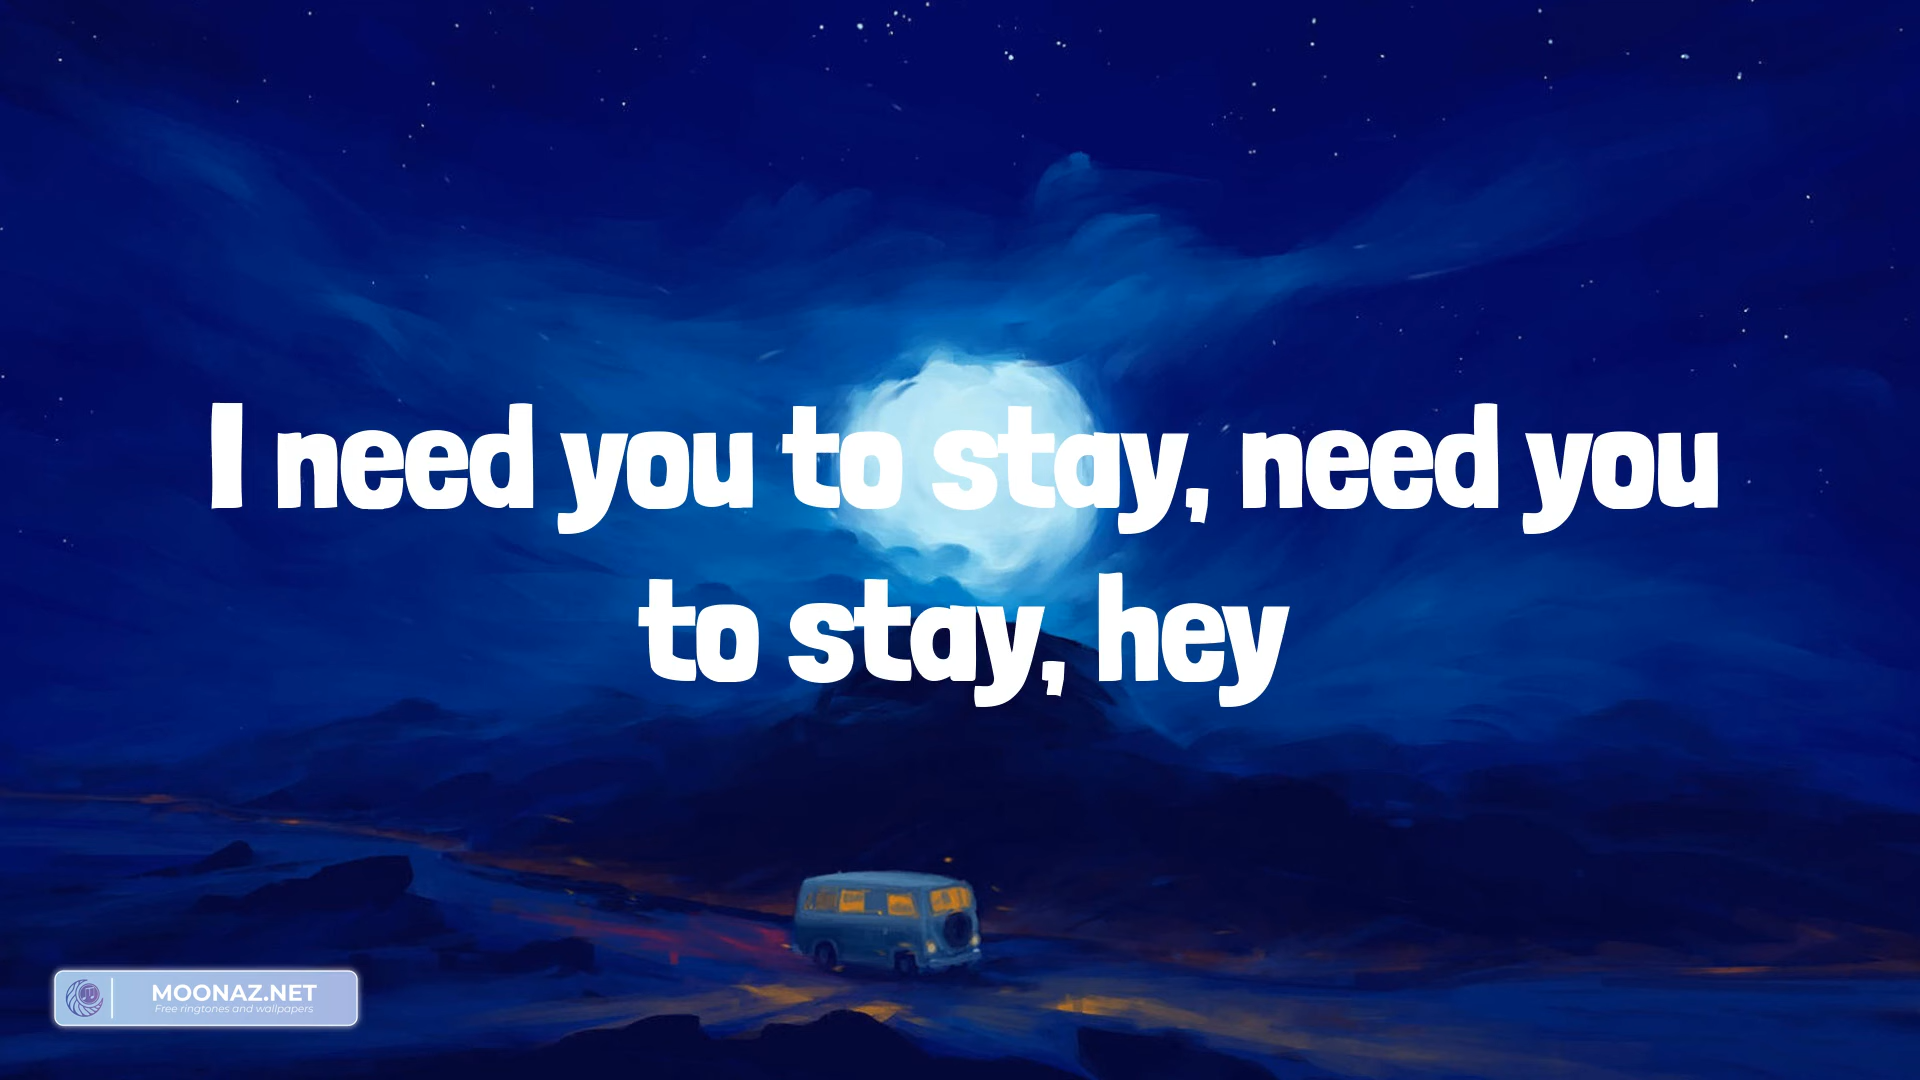 I need you to stay, need you
to stay, hey
MOONAZ.NET
Free ringtones and wallpapers